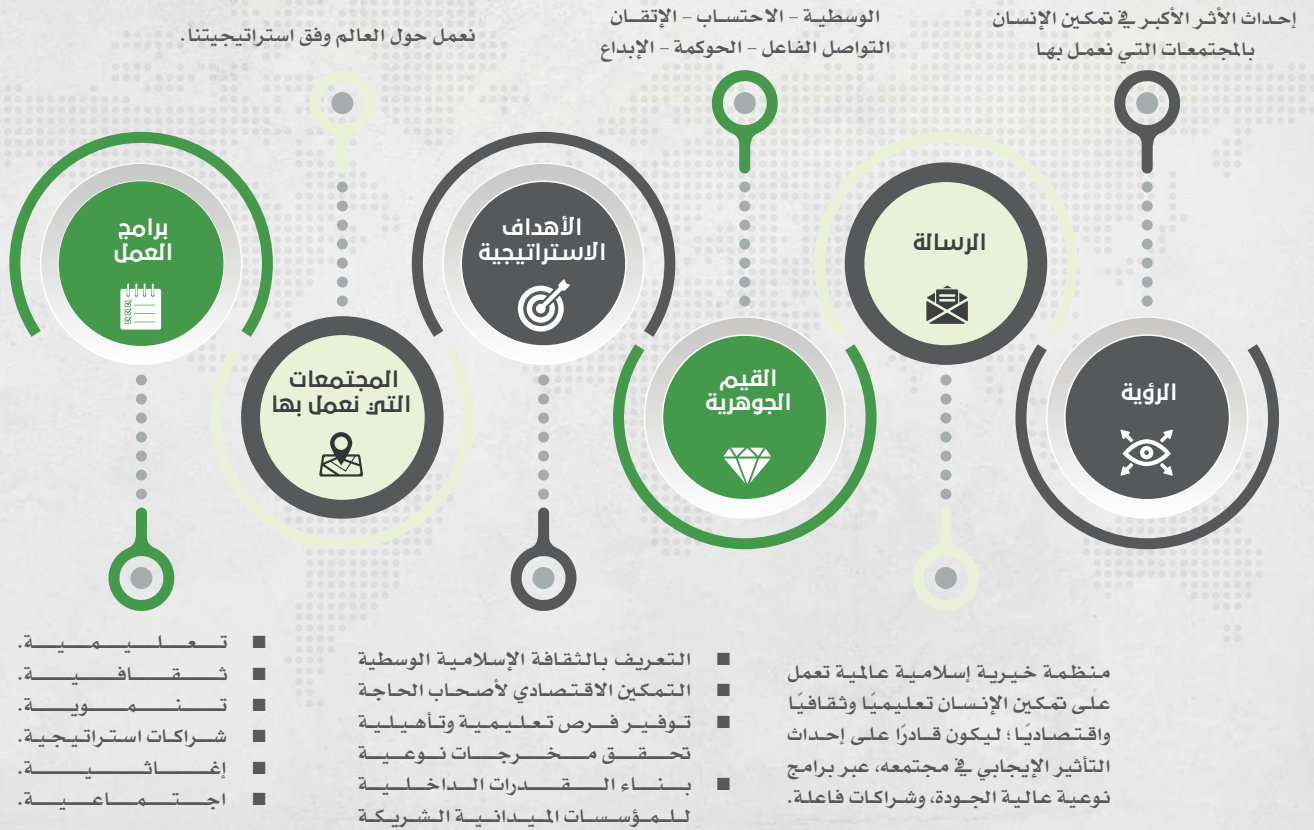 الرؤية
إحداث الأثر الأكبر في تمكين الإنسان
بالمجتمعات التي نعمل بها
الرسالة
منظمة خيرية إسلامية عالمية تعمل
على تمكين الإنسان تعليميًا وثقافيًا
واقتصاديًا؛ ليكون قادرًا على إحداث
التأثير الإيجابي في مجتمعه، عبر برامج
نوعية عالية الجودة، وشراكات فاعلة.
القيم
الجوهرية
الوسطية - الاحتساب - الإتقان
التواصل الفاعل - الحوكمة - الإبداع
الأهداف
الاستراتيجية
■ التعريف بالثقافة الإسلامية الوسطية
■ التمكين الاقتصادي لأصحاب الحاجة
■ توفير فرص تعليمية وتأهيلية
تحقق مخرجات نوعية
■ بناء القدرات الداخلية
للمؤسسات الميدانية الشريكة
المجتمعات
التي نعمل بها
نعمل حول العالم وفق استراتيجيتنا.
برامج
العمل
■ تعليمية.
■ ثقافية.
■ تنموية.
■ شراكات استراتيجية.
■ إغاثية.
■ اجتماعية.